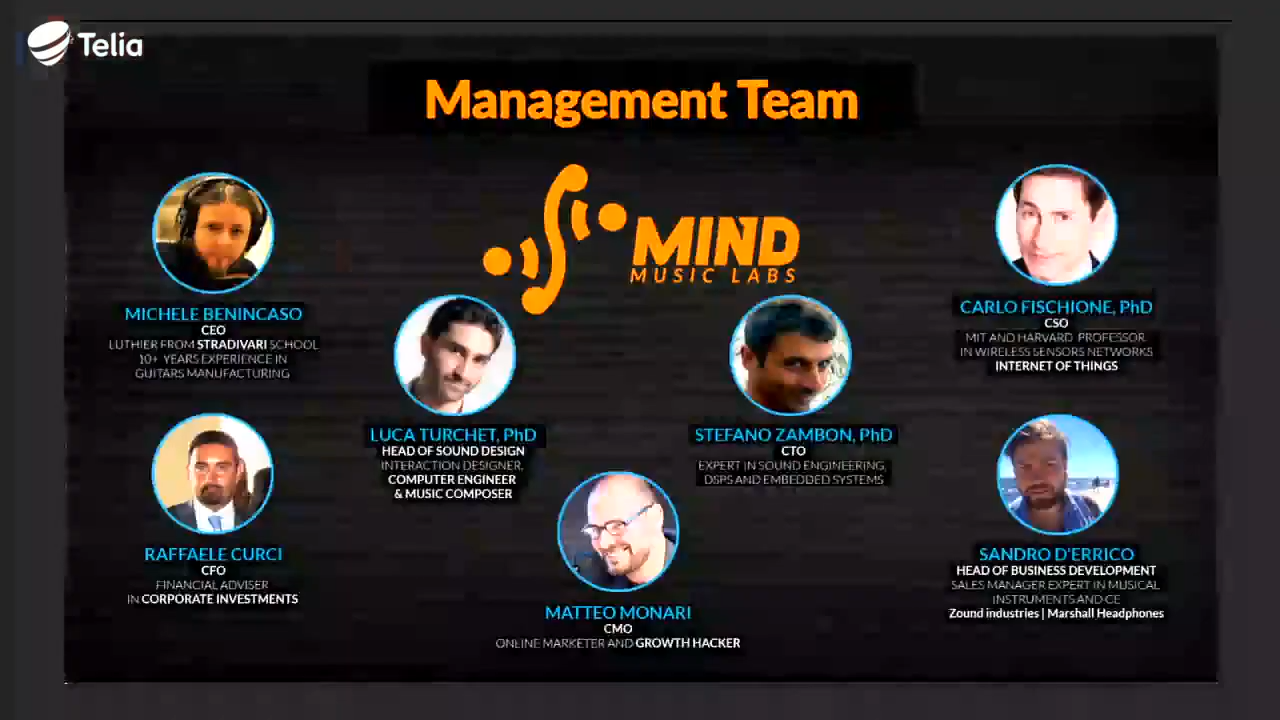 Telia
Management Team
MIND
MUSIC LABS
MICHELE BENINCASO
CEO
LUTHIER FROM STRADIVARI SCHOOL
10+ YEARS EXPERIENCE IN
GUITARS MANUFACTURING
CARLO FISCHIONE, PhD
CSO
MIT AND HARVARD PROFESSOR
IN WIRELESS SENSORS NETWORKS
INTERNET OF THINGS
LUCA TURCHET, PhD
HEAD OF SOUND DESIGN
INTERACTION DESIGNER,
COMPUTER ENGINEER
& MUSIC COMPOSER
STEFANO ZAMBON, PhD
CTO
EXPERT IN SOUND ENGINEERING,
DSPS AND EMBEDDED SYSTEMS
RAFFAELE CURCI
CFO
FINANCIAL ADVISER
IN CORPORATE INVESTMENTS
MATTEO MONARI
CMO
ONLINE MARKETER AND GROWTH HACKER
SANDRO D'ERRICO
HEAD OF BUSINESS DEVELOPMENT
SALES MANAGER EXPERT IN MUSICAL
INSTRUMENTS AND CE
Zound industries | Marshall Headphones